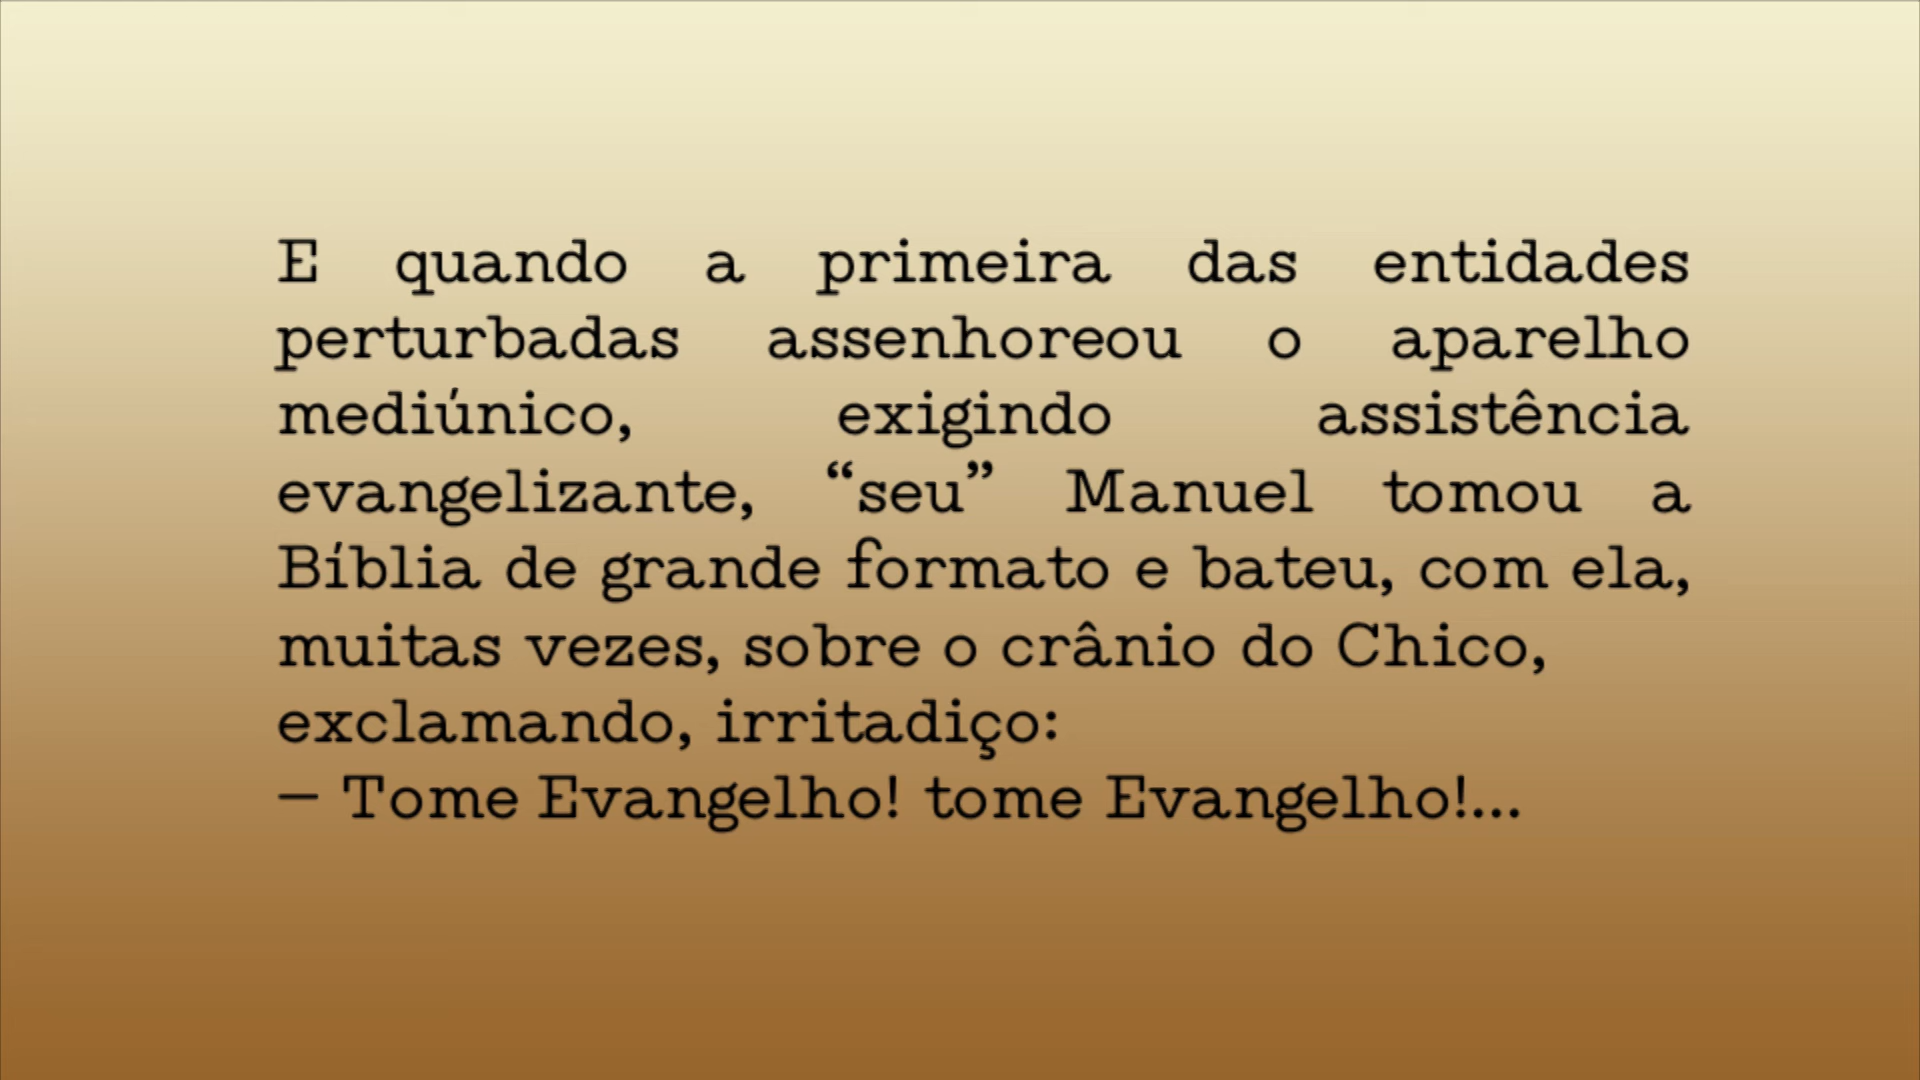 E quando a primeira das entidades
perturbadas assenhoreou o aparelho
mediúnico, exigindo assistência
evangelizante, “seu” Manuel tomou a
Bíblia de grande formato e bateu, com ela,
muitas vezes, sobre o crânio do Chico,
exclamando, irritadiço:
— Tome Evangelho! tome Evangelho!...